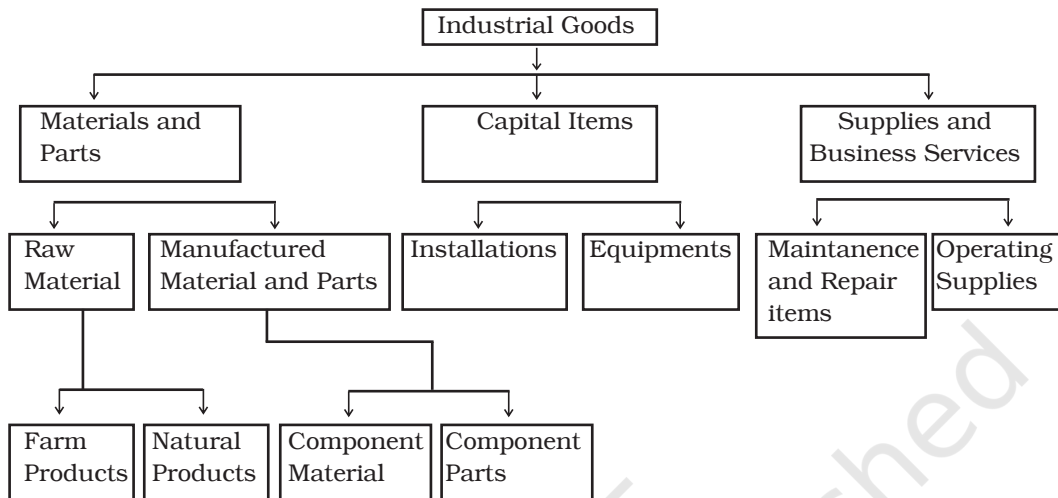 Industrial Goods
Materials and
Parts
Capital Items
Supplies and
Business Services
Raw
Material
Manufactured
Material and Parts
Installations
Equipments
Maintanence
and Repair
items
Operating
Supplies
Farm
Products
Natural
Products
Component
Material
Component
Parts